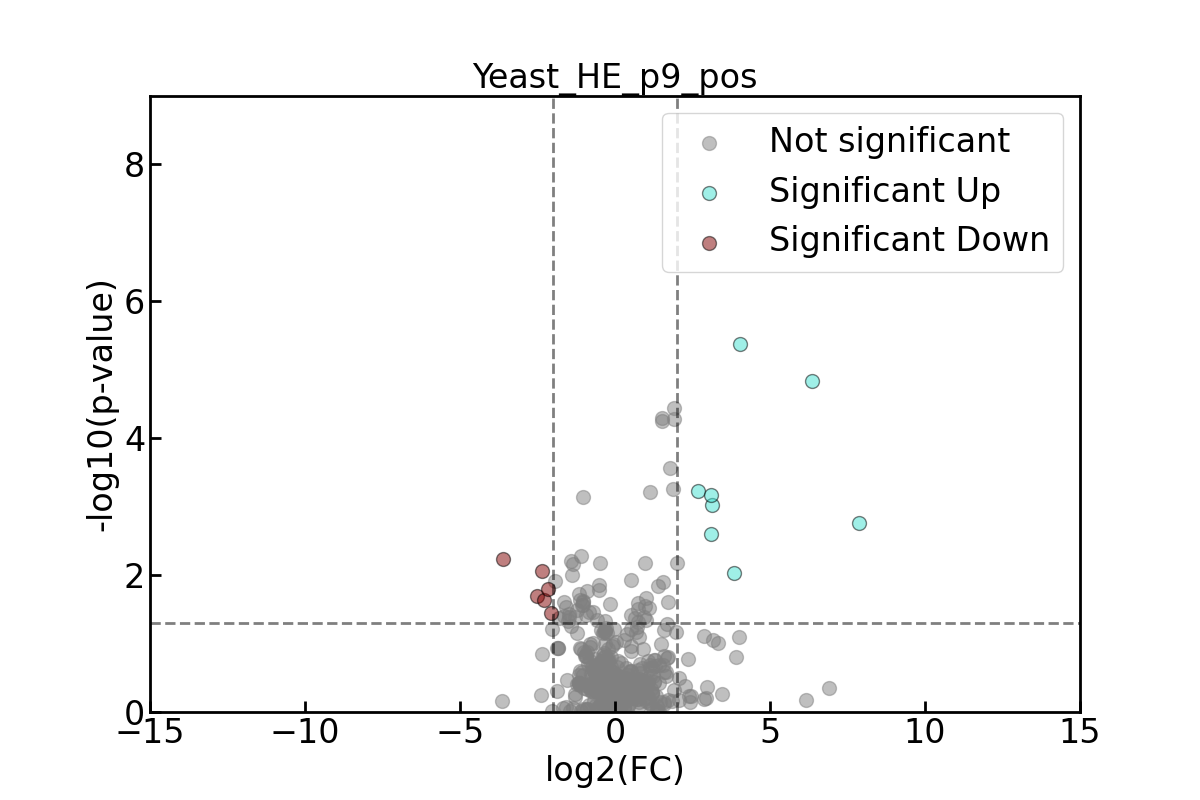 Yeast_HE_p9_pos
Not significant
Significant Up
Significant Down
8
6
4
2
0
-log10(p-value)
−15
−10
−5
0
5
10
15
log2(FC)